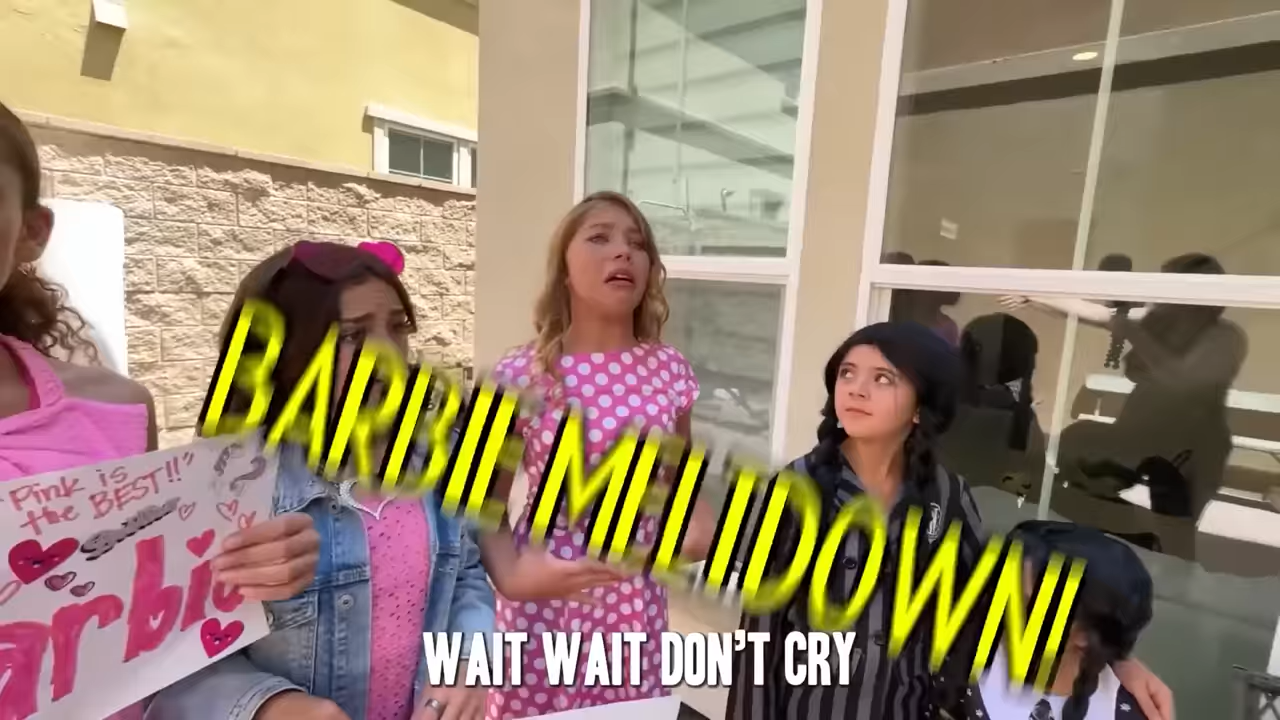 "Pink is
the BEST!!"
Barbie
BARBIE MELTDOWN!
WAIT WAIT DON'T CRY